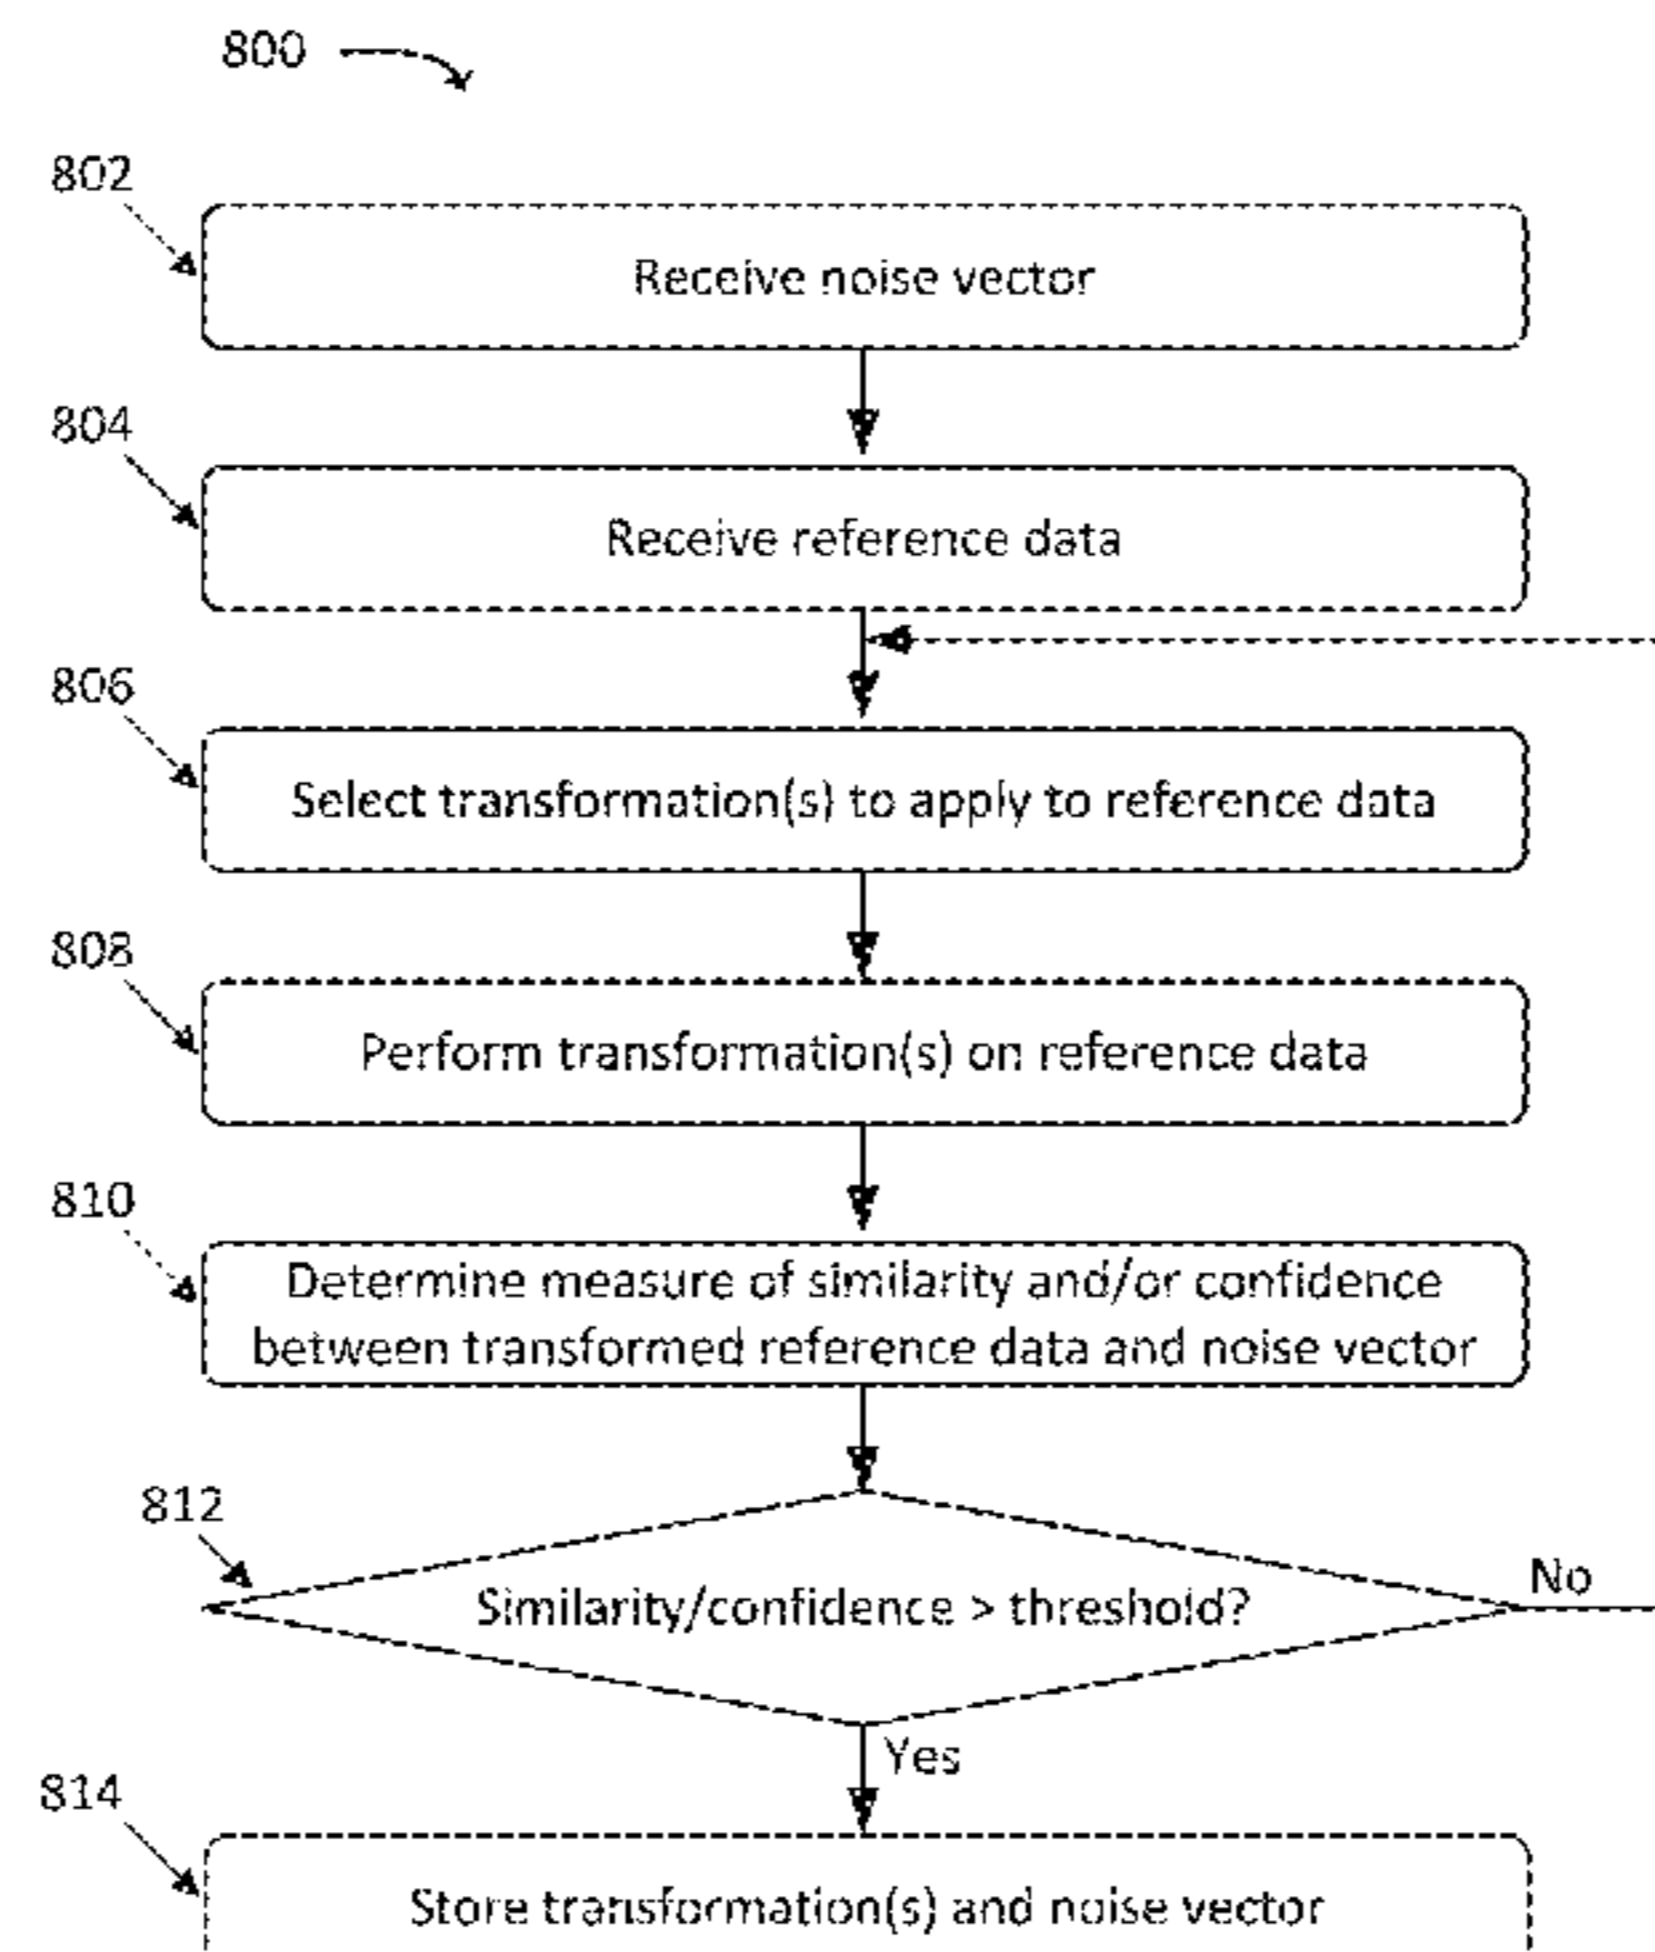 800
802
Receive noise vector
804
Receive reference data
806
Select transformation(s) to apply to reference data
808
Perform transformation(s) on reference data
810
Determine measure of similarity and/or confidence
between transformed reference data and noise vector
812
Similarity/confidence > threshold?
No
Yes
814
Store transformation(s) and noise vector